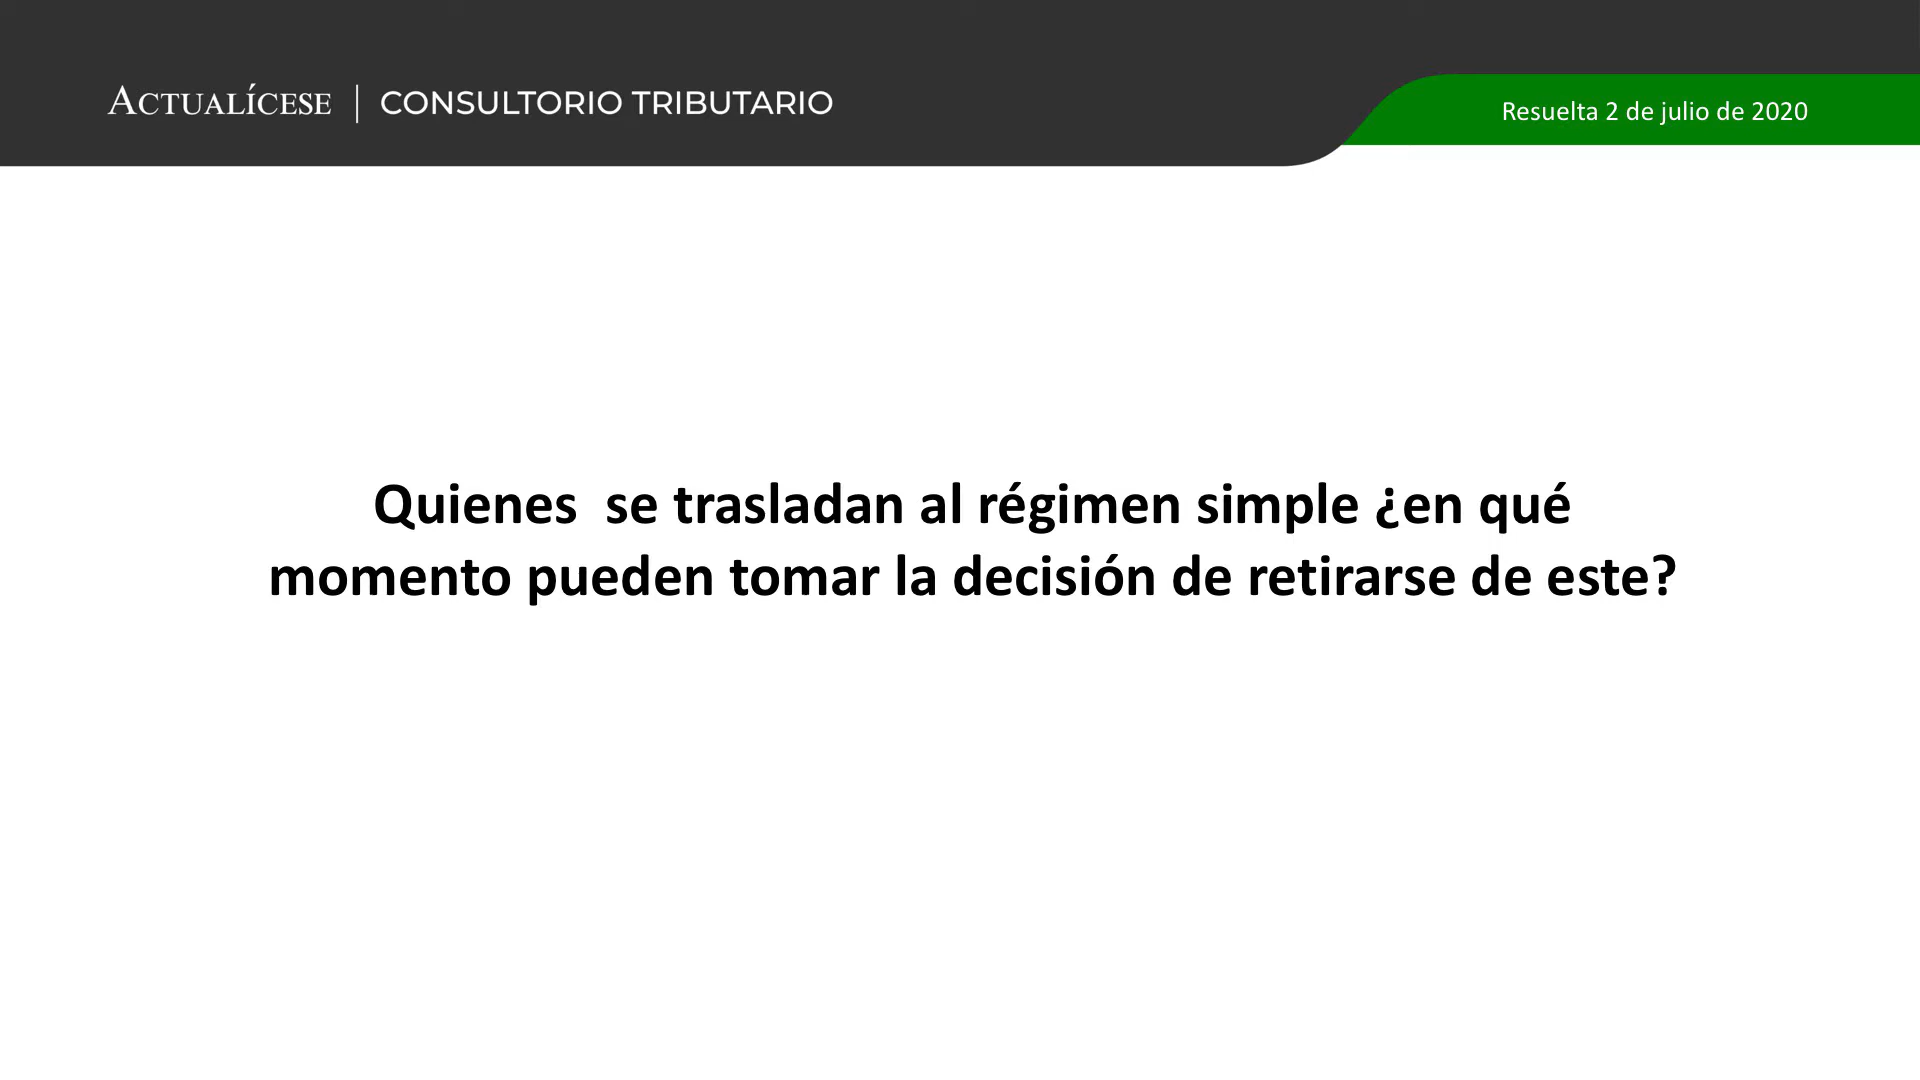 ACTUALÍCESE | CONSULTORIO TRIBUTARIO
Resuelta 2 de julio de 2020
Quienes  se trasladan al régimen simple ¿en qué
momento pueden tomar la decisión de retirarse de este?